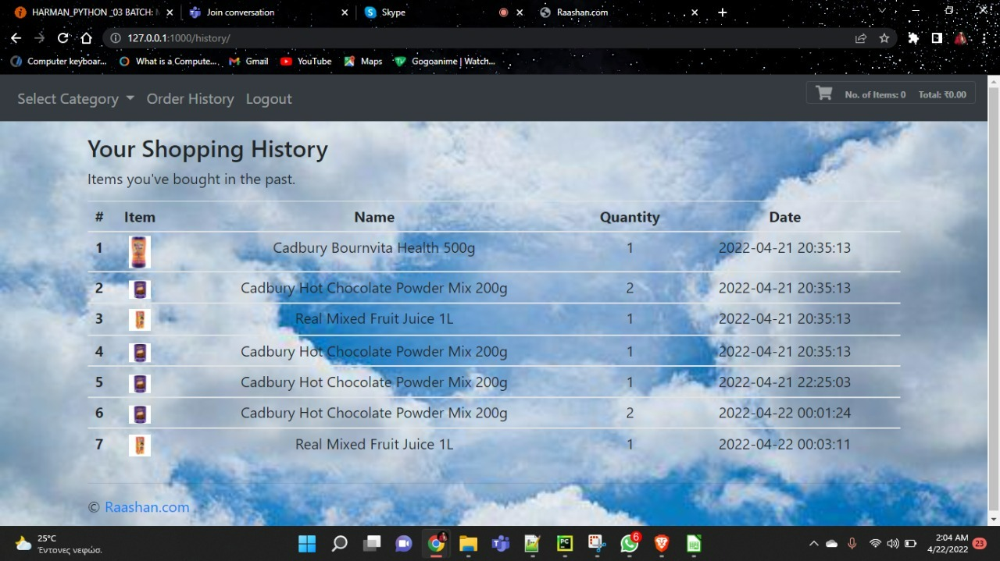 HARMAN_PYTHON _03 BATCH:
Join conversation
Skype
Raashan.com
127.0.0.1:1000/history/
Computer keyboar...
What is a Compute...
Gmail
YouTube
Maps
Gogoanime | Watch...
Select Category
Order History
Logout
No. of Items: 0 Total: ₹0.00
Your Shopping History
Items you've bought in the past.
# Item Name Quantity Date
1 Cadbury Bournvita Health 500g 1 2022-04-21 20:35:13
2 Cadbury Hot Chocolate Powder Mix 200g 2 2022-04-21 20:35:13
3 Real Mixed Fruit Juice 1L 1 2022-04-21 20:35:13
4 Cadbury Hot Chocolate Powder Mix 200g 1 2022-04-21 20:35:13
5 Cadbury Hot Chocolate Powder Mix 200g 1 2022-04-21 22:25:03
6 Cadbury Hot Chocolate Powder Mix 200g 2 2022-04-22 00:01:24
7 Real Mixed Fruit Juice 1L 1 2022-04-22 00:03:11
© Raashan.com
25°C
Έντονες νεφώσ.
6
2:04 AM
4/22/2022
23